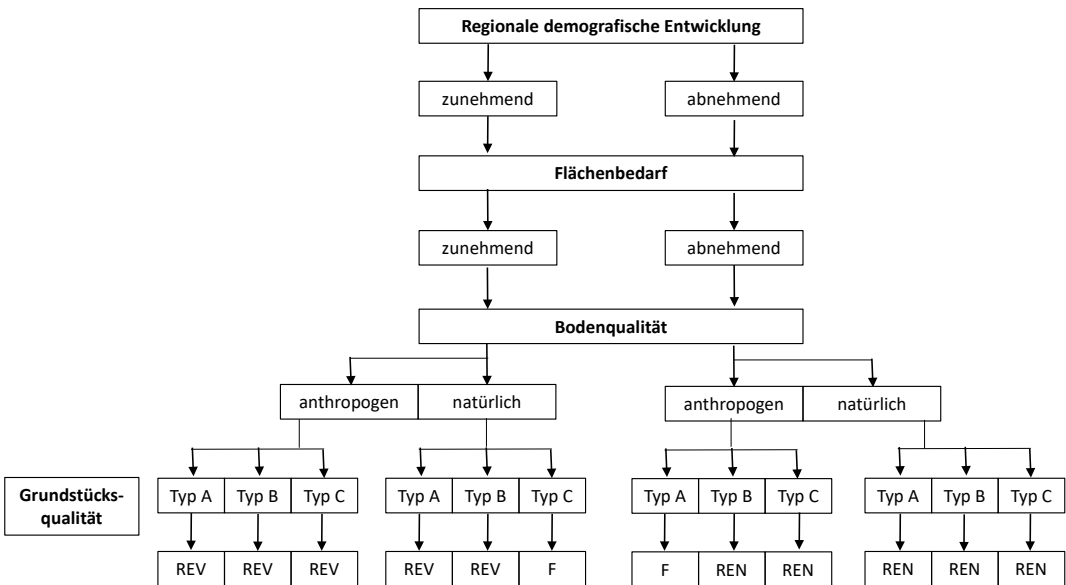 Regionale demografische Entwicklung
zunehmend abnehmend
Flächenbedarf
zunehmend abnehmend
Bodenqualität
anthropogen natürlich anthropogen natürlich
Grundstücks-
qualität
Typ A Typ B Typ C Typ A Typ B Typ C Typ A Typ B Typ C Typ A Typ B Typ C
REV REV REV REV REV F F REN REN REN REN REN